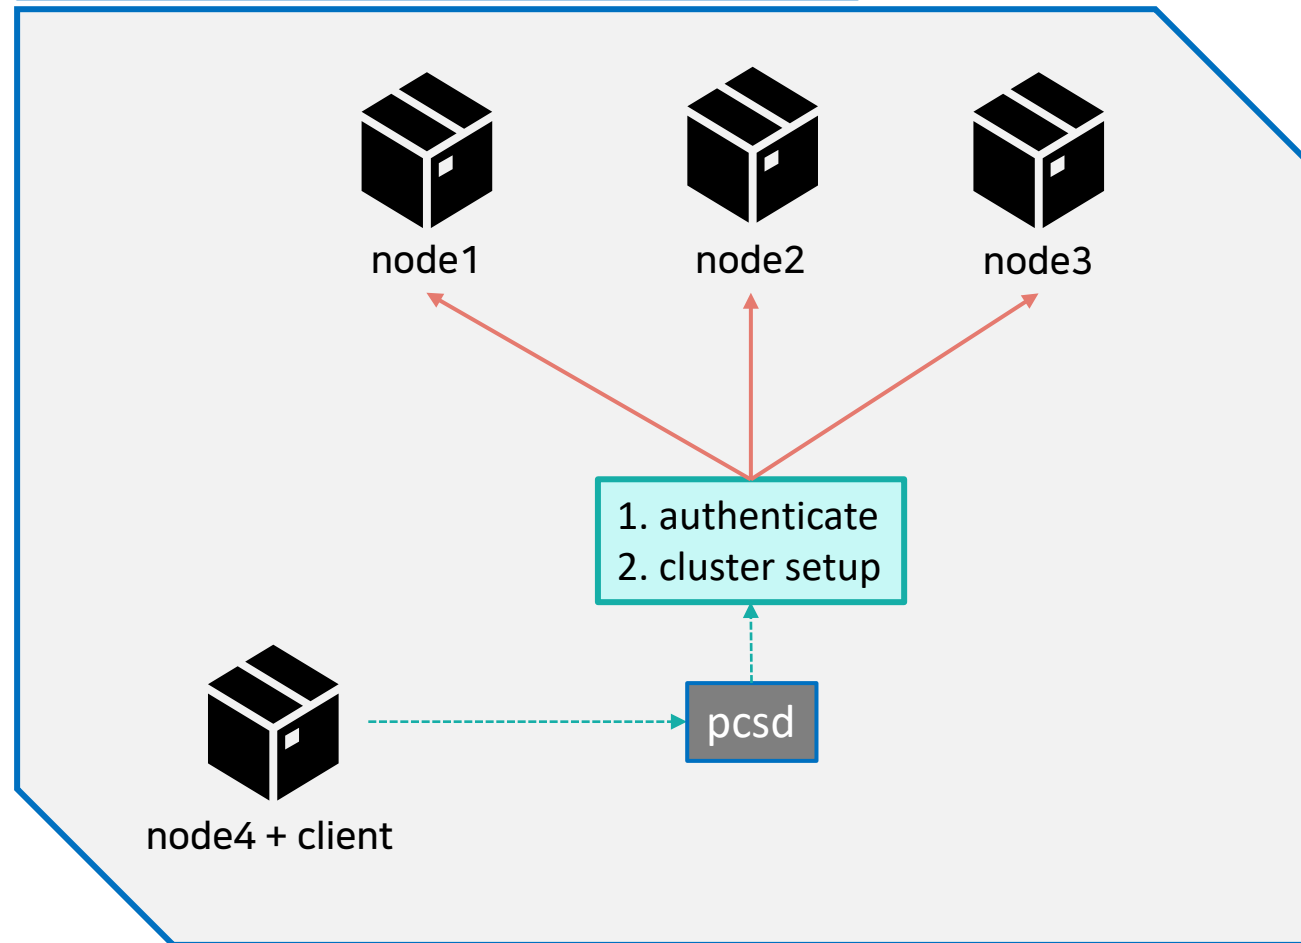 node1
node2
node3
1. authenticate
2. cluster setup
pcsd
node4 + client